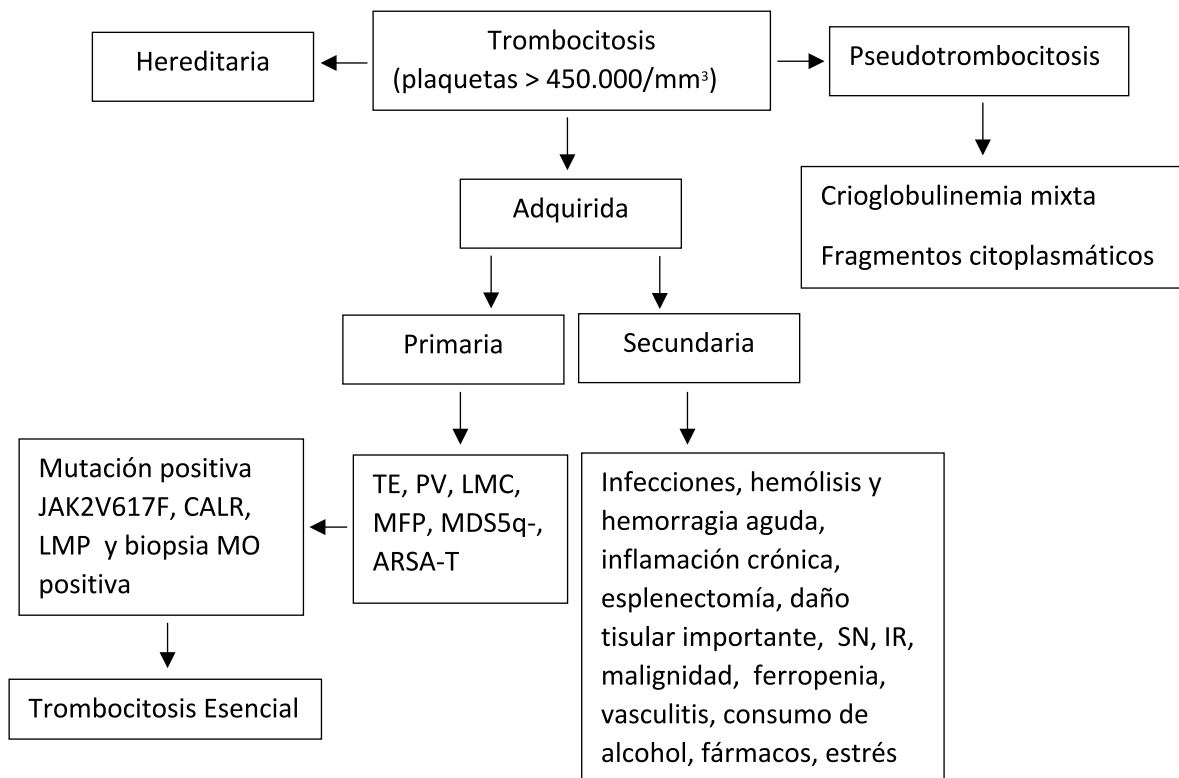 Hereditaria
Trombocitosis
(plaquetas > 450.000/mm³)
Pseudotrombocitosis
Adquirida
Crioglobulinemia mixta
Fragmentos citoplasmáticos
Primaria
Secundaria
Mutación positiva
JAK2V617F, CALR,
LMP y biopsia MO
positiva
TE, PV, LMC,
MFP, MDS5q-,
ARSA-T
Infecciones, hemólisis y
hemorragia aguda,
inflamación crónica,
esplenectomía, daño
tisular importante, SN, IR,
malignidad, ferropenia,
vasculitis, consumo de
alcohol, fármacos, estrés
Trombocitosis Esencial